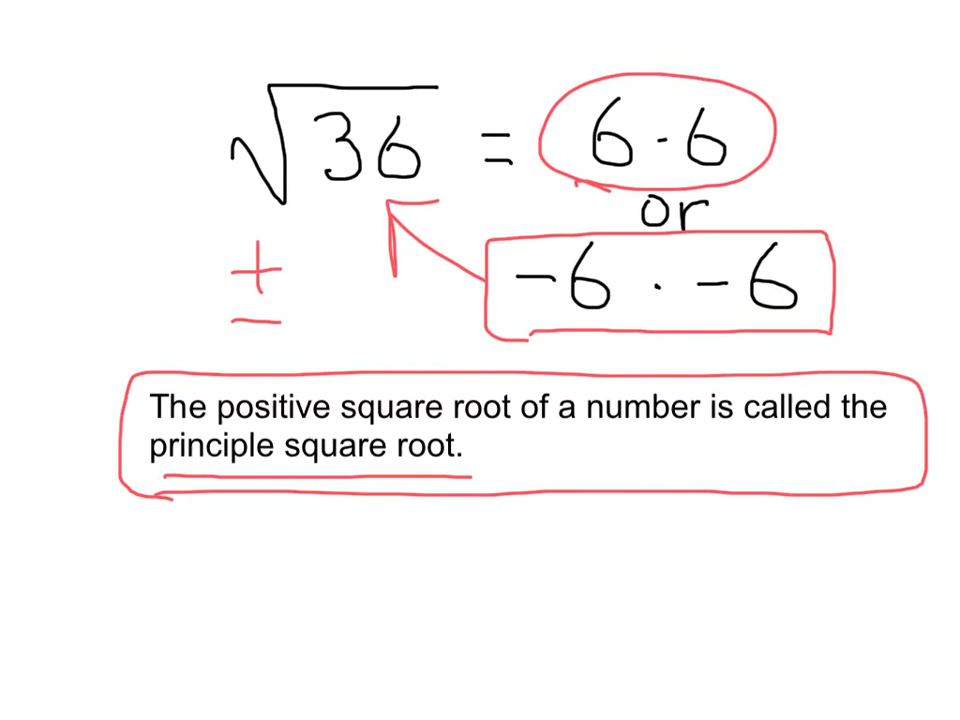 √36 = 6 · 6
or
-6 · -6
+
−
The positive square root of a number is called the
principle square root.